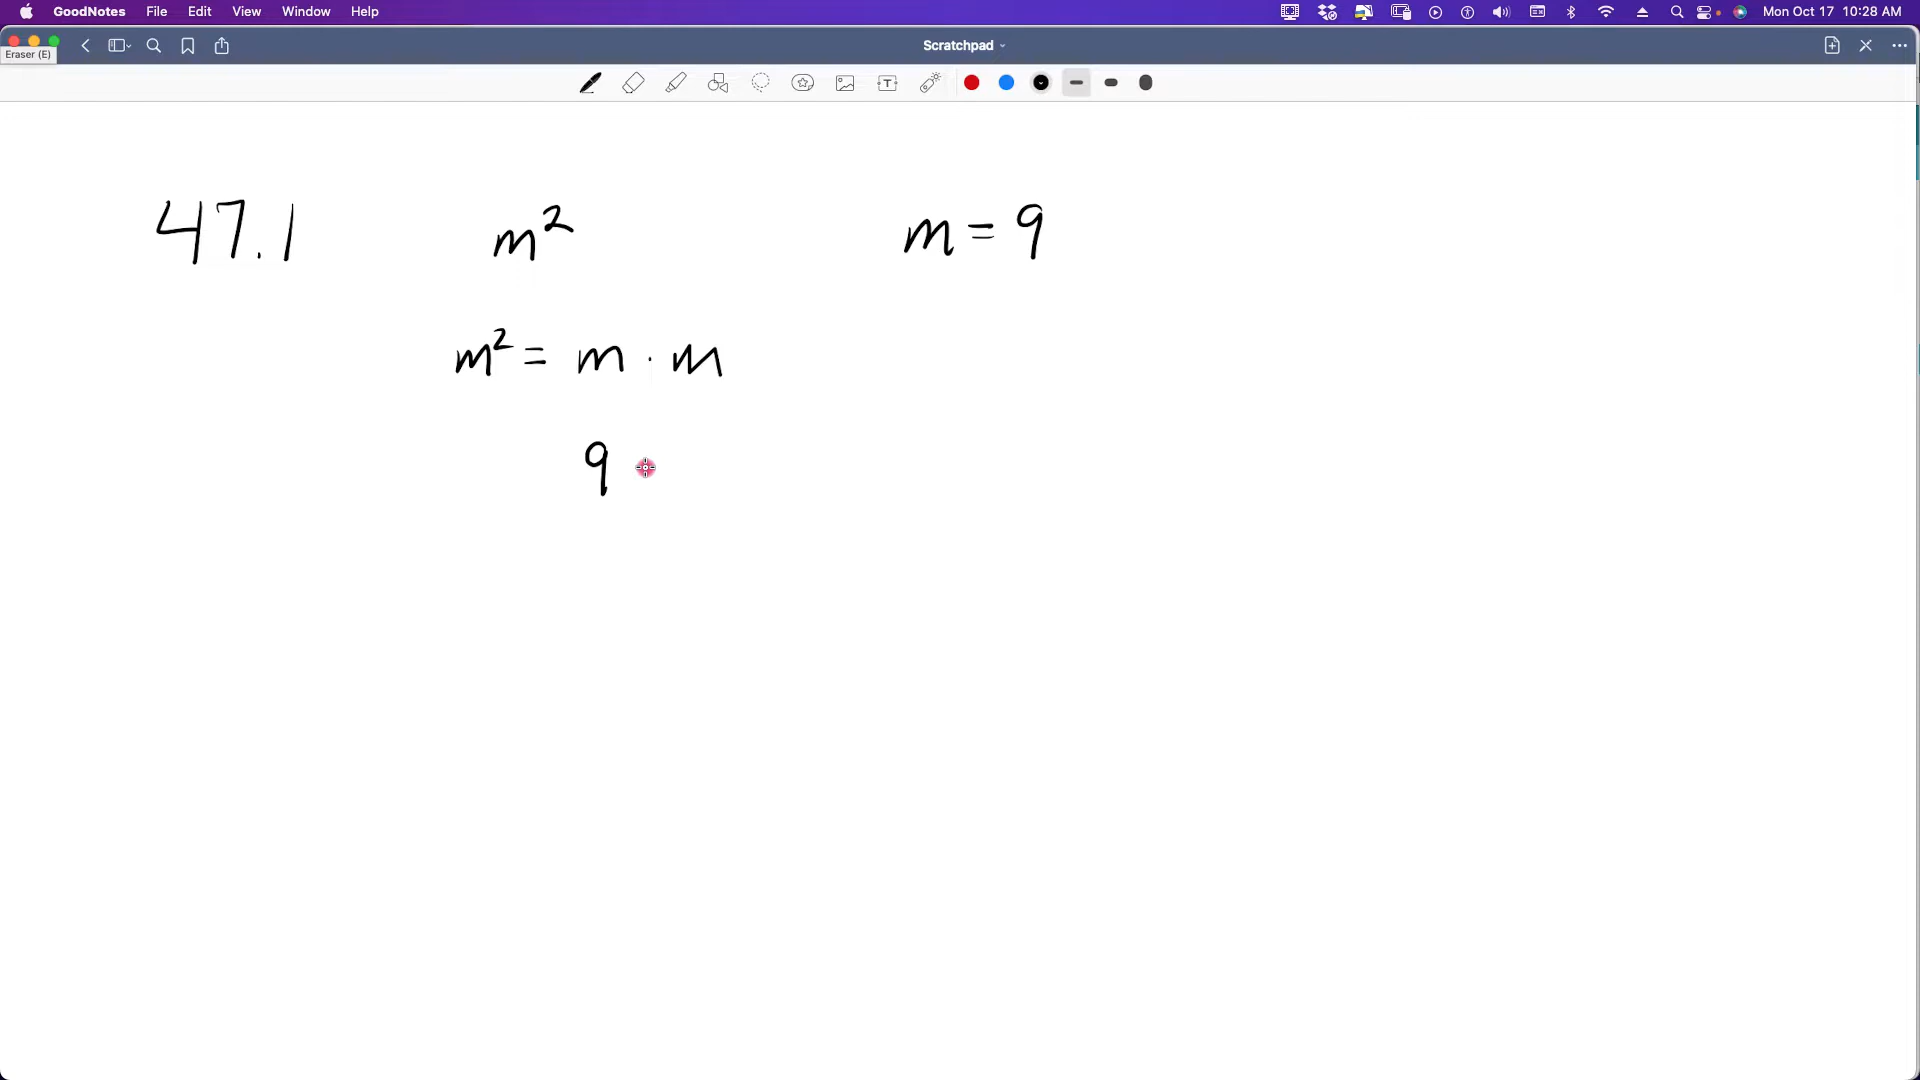 GoodNotes File Edit View Window Help Mon Oct 17 10:28 AM
Eraser (E)
Scratchpad
T
47.1 m² m = 9
m² = m · m
9